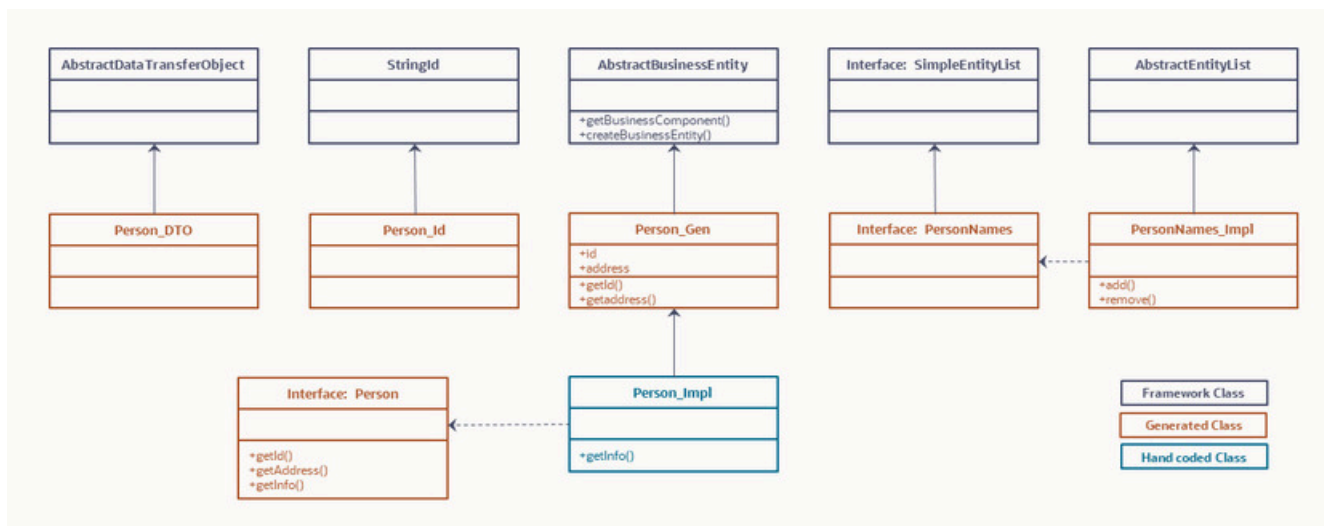 AbstractDataTransferObject
StringId
AbstractBusinessEntity
+getBusinessComponent()
+createBusinessEntity()
Interface: SimpleEntityList
AbstractEntityList
Person_DTO
Person_Id
Person_Gen
+id
+address
+getId()
+getaddress()
Interface: PersonNames
PersonNames_Impl
+add()
+remove()
Interface: Person
+getId()
+getAddress()
+getInfo()
Person_Impl
+getInfo()
Framework Class
Generated Class
Hand coded Class